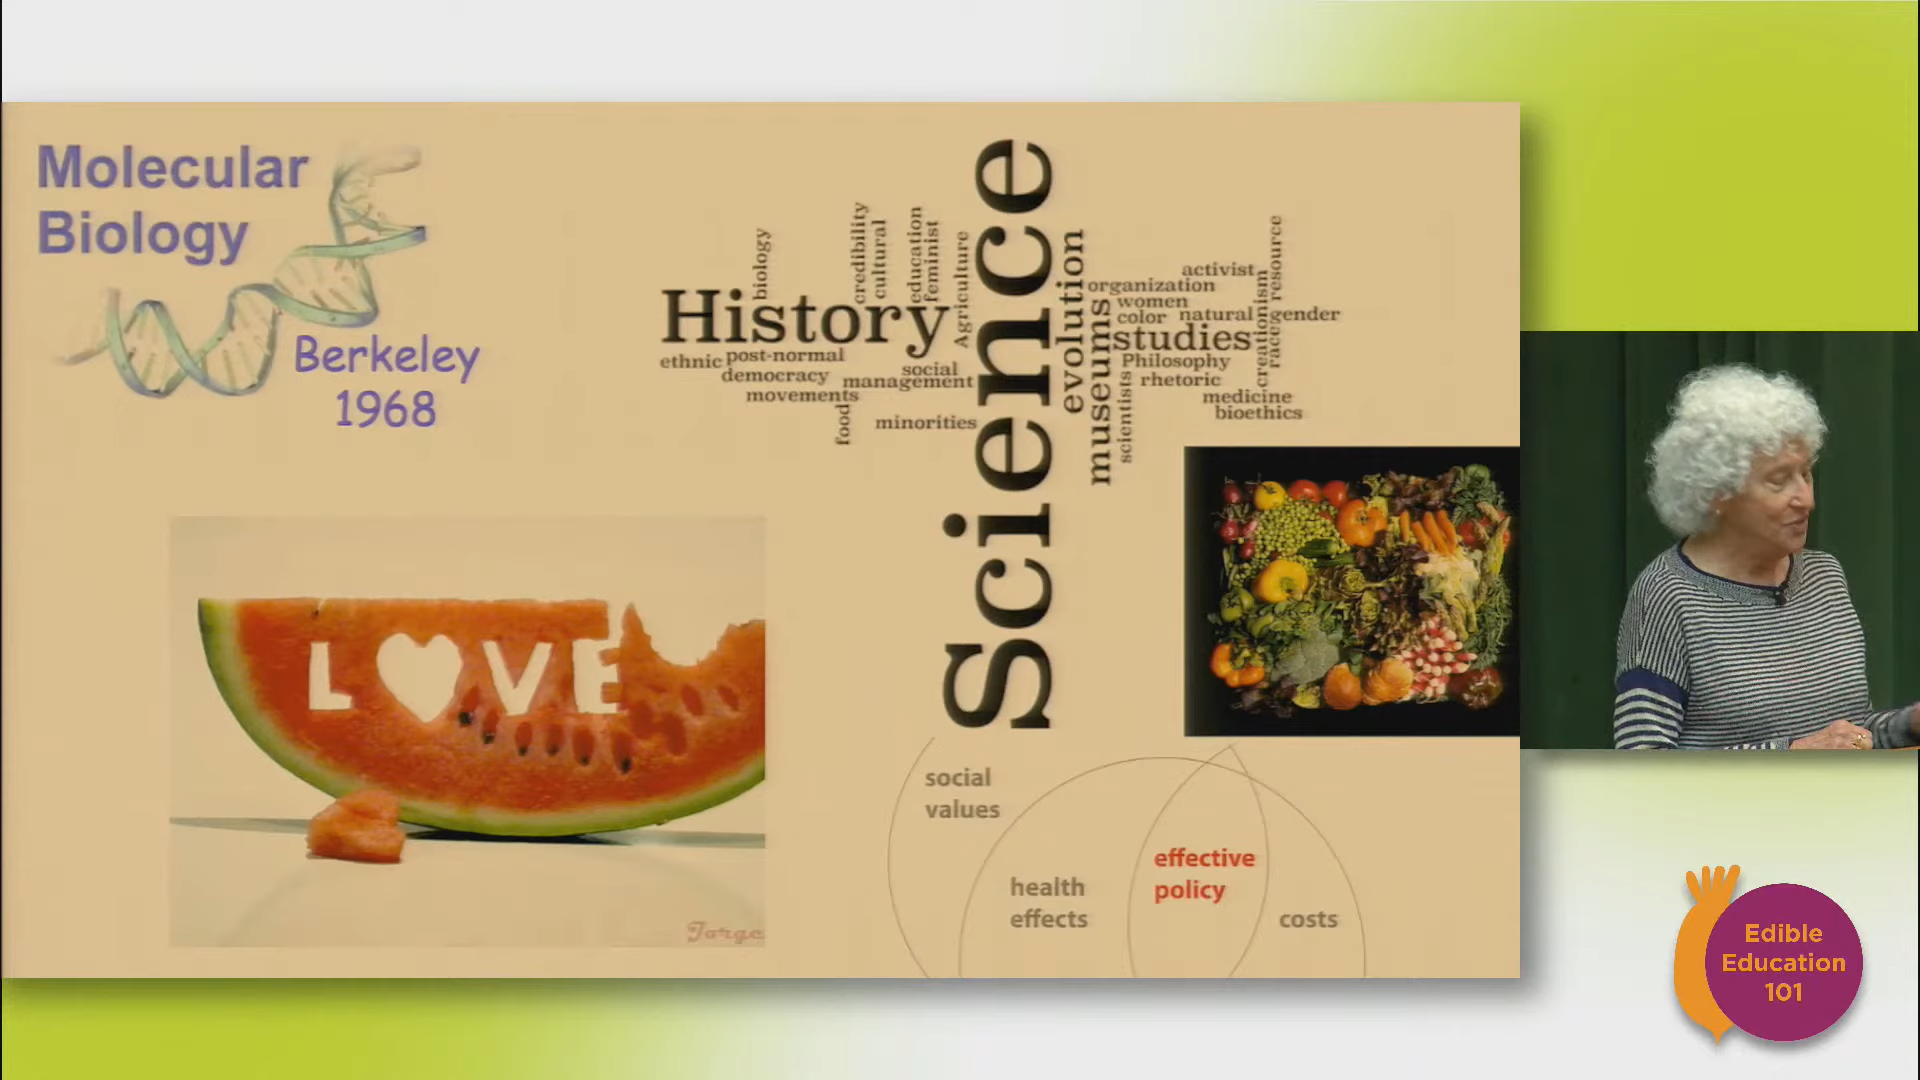 Molecular
Biology
Berkeley
1968
Science
History
biology
credibility
cultural
education
feminist
Agriculture
ethnic
post-normal
democracy
social
management
movements
food
minorities
evolution
museums
scientists
activist
organization
women
color
natural
gender
studies
creationism
race
resource
Philosophy
rhetoric
medicine
bioethics
LOVE
Jorge
social
values
health
effects
effective
policy
costs
Edible
Education
101